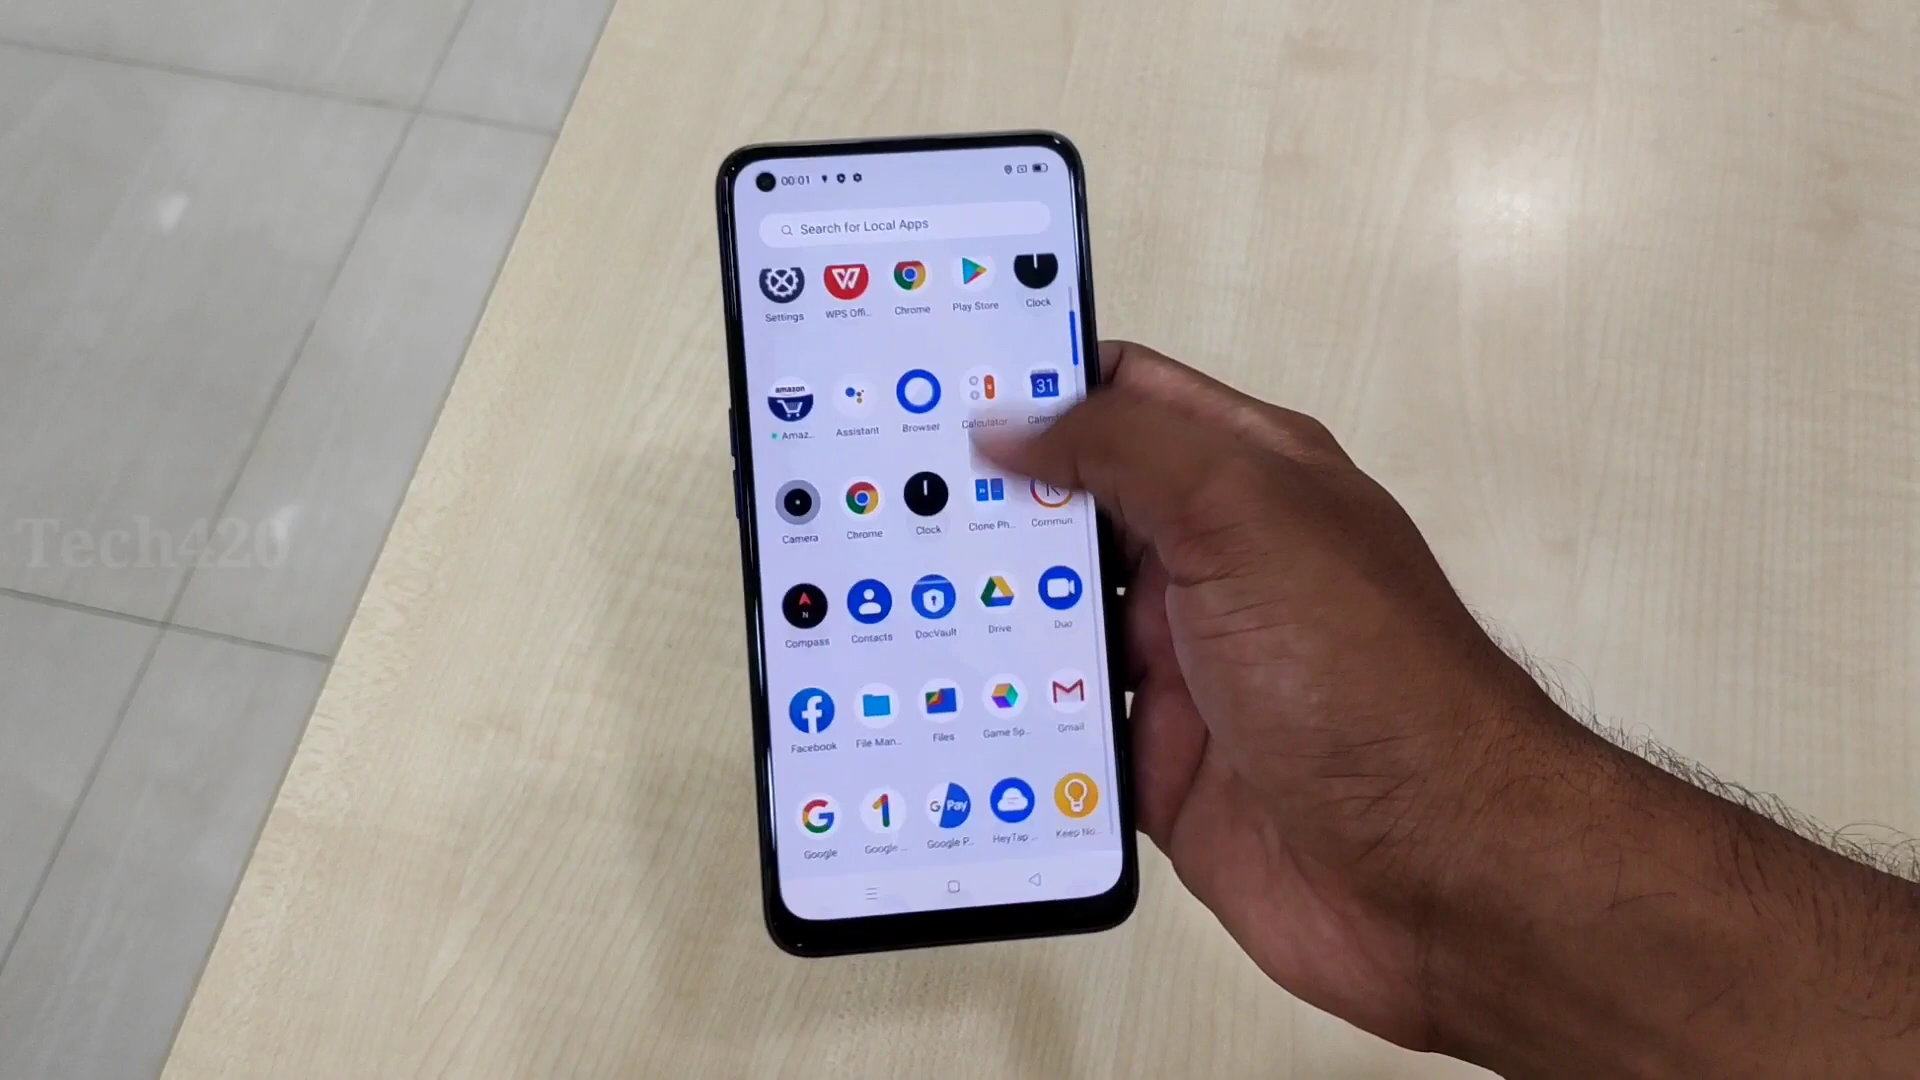 00:01
Search for Local Apps
Settings
WPS Offi...
Chrome
Play Store
Clock
amazon
31
Amaz...
Assistant
Browser
Calculator
Calend
Camera
Chrome
Clock
Clone Ph...
Commun...
N
Compass
Contacts
DocVault
Drive
Duo
Facebook
File Man...
Files
Game Sp...
Gmail
G Pay
Google
Google ...
Google P...
HeyTap ...
Keep No...
Tech420